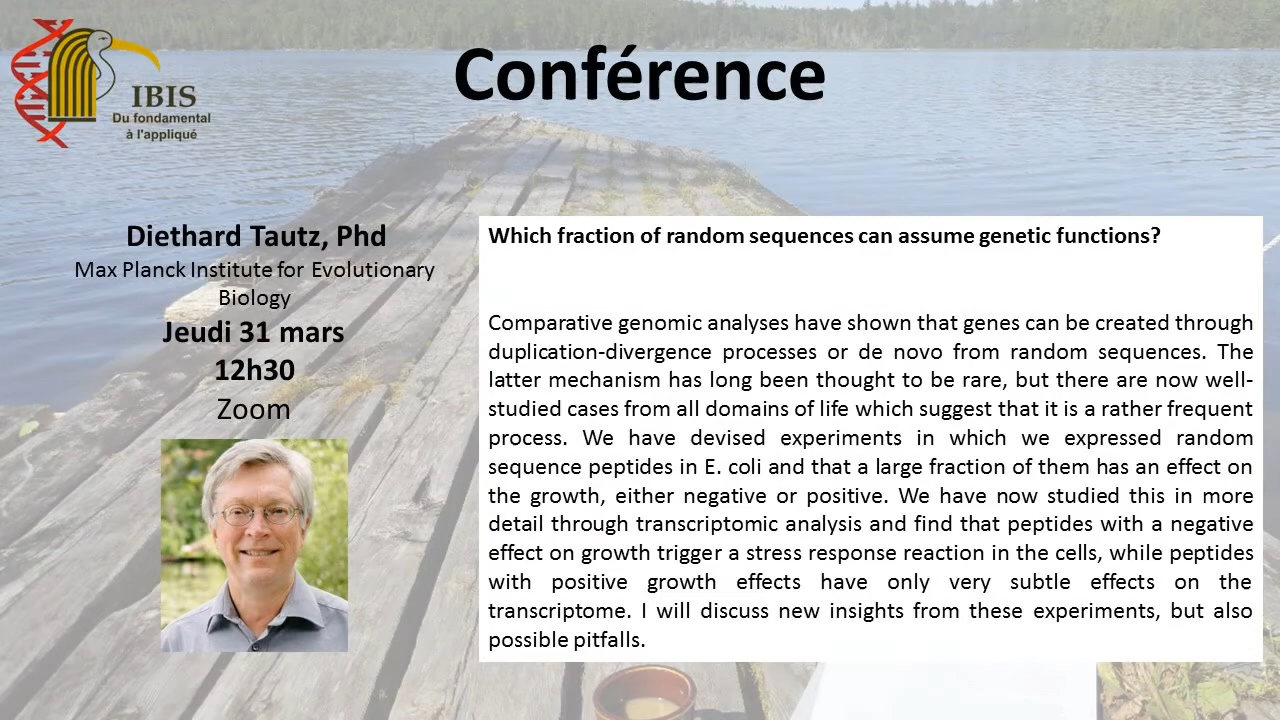 IBIS
Du fondamental
à l'appliqué
Conférence
Diethard Tautz, Phd
Max Planck Institute for Evolutionary
Biology
Jeudi 31 mars
12h30
Zoom
Which fraction of random sequences can assume genetic functions?
Comparative genomic analyses have shown that genes can be created through
duplication-divergence processes or de novo from random sequences. The
latter mechanism has long been thought to be rare, but there are now well-
studied cases from all domains of life which suggest that it is a rather frequent
process. We have devised experiments in which we expressed random
sequence peptides in E. coli and that a large fraction of them has an effect on
the growth, either negative or positive. We have now studied this in more
detail through transcriptomic analysis and find that peptides with a negative
effect on growth trigger a stress response reaction in the cells, while peptides
with positive growth effects have only very subtle effects on the
transcriptome. I will discuss new insights from these experiments, but also
possible pitfalls.